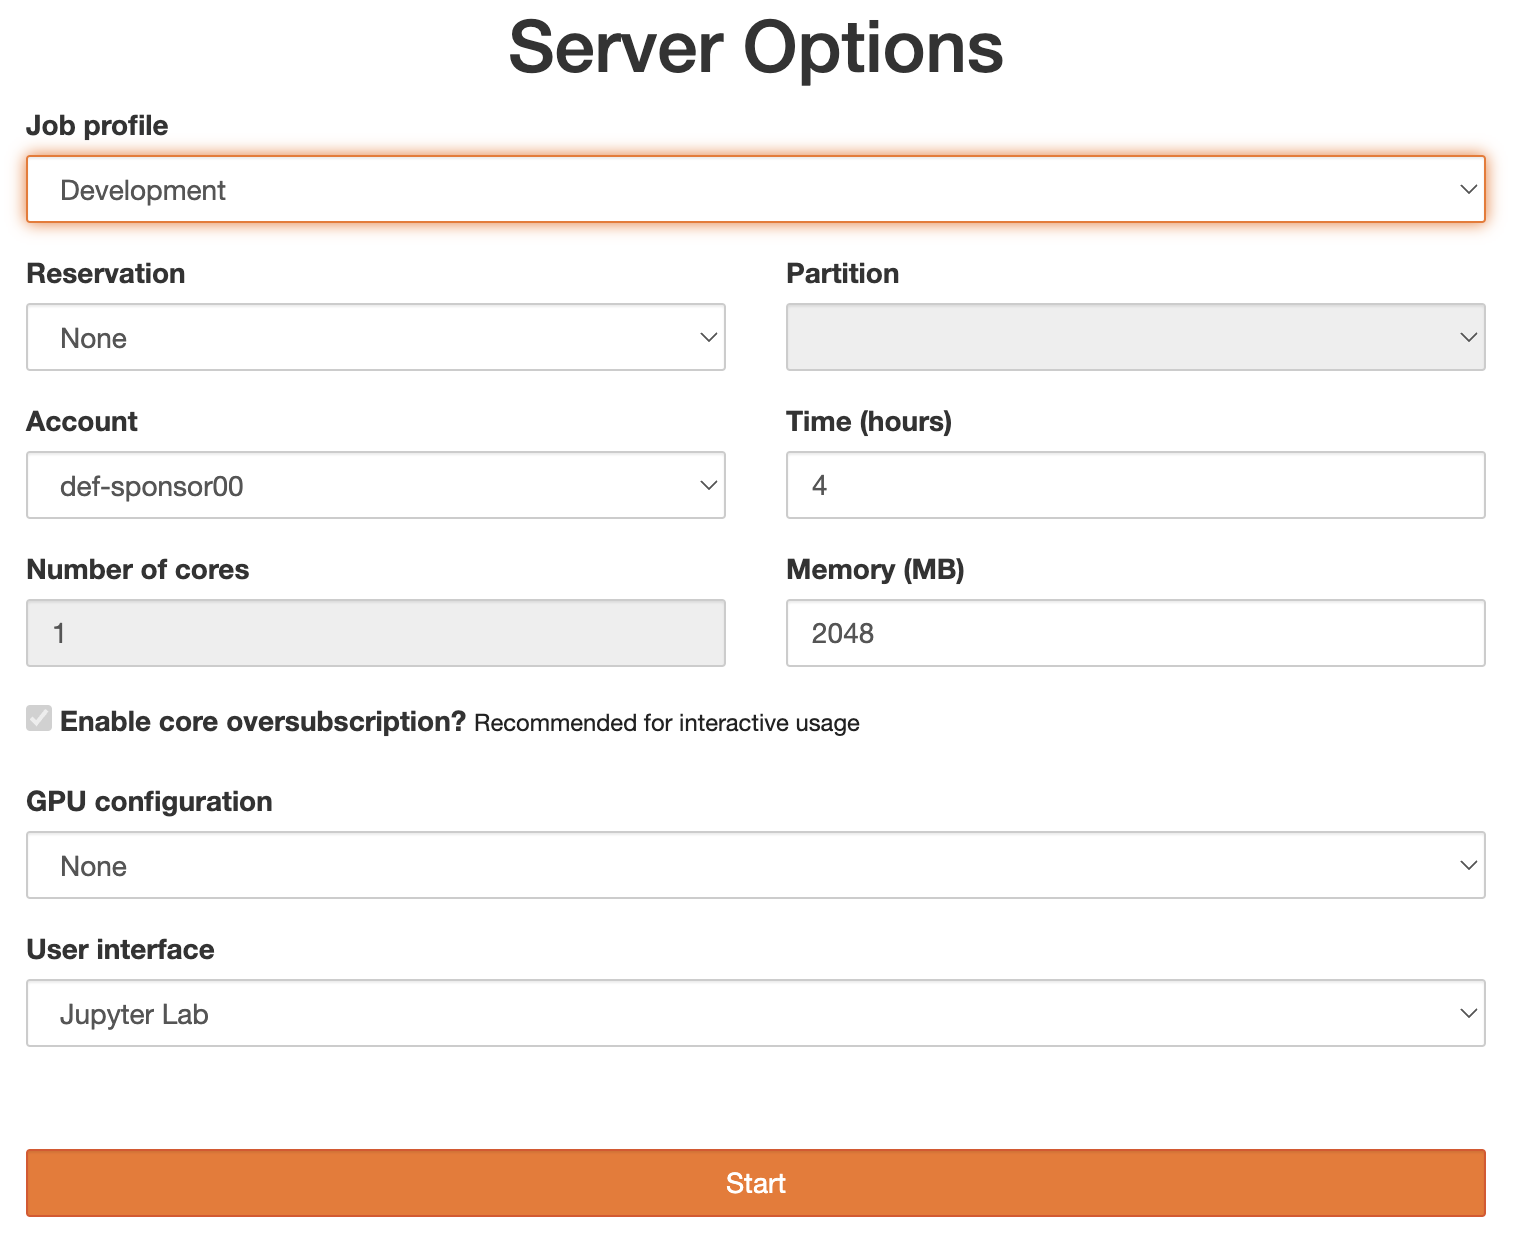 Server Options
Job profile
Development
Reservation
Partition
None
Account
Time (hours)
def-sponsor00
4
Number of cores
Memory (MB)
1
2048
Enable core oversubscription? Recommended for interactive usage
GPU configuration
None
User interface
Jupyter Lab
Start